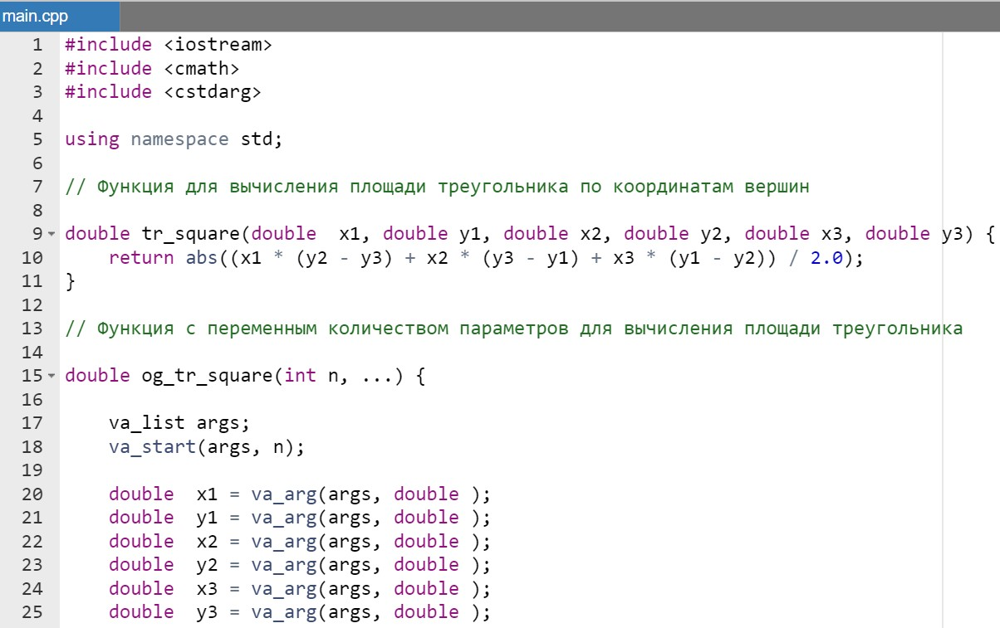 main.cpp
1 #include <iostream>
2 #include <cmath>
3 #include <cstdarg>
4
5 using namespace std;
6
7 // Функция для вычисления площади треугольника по координатам вершин
8
9 double tr_square(double  x1, double y1, double x2, double y2, double x3, double y3) {
10     return abs((x1 * (y2 - y3) + x2 * (y3 - y1) + x3 * (y1 - y2)) / 2.0);
11 }
12
13 // Функция с переменным количеством параметров для вычисления площади треугольника
14
15 double og_tr_square(int n, ...) {
16
17     va_list args;
18     va_start(args, n);
19
20     double  x1 = va_arg(args, double );
21     double  y1 = va_arg(args, double );
22     double  x2 = va_arg(args, double );
23     double  y2 = va_arg(args, double );
24     double  x3 = va_arg(args, double );
25     double  y3 = va_arg(args, double );